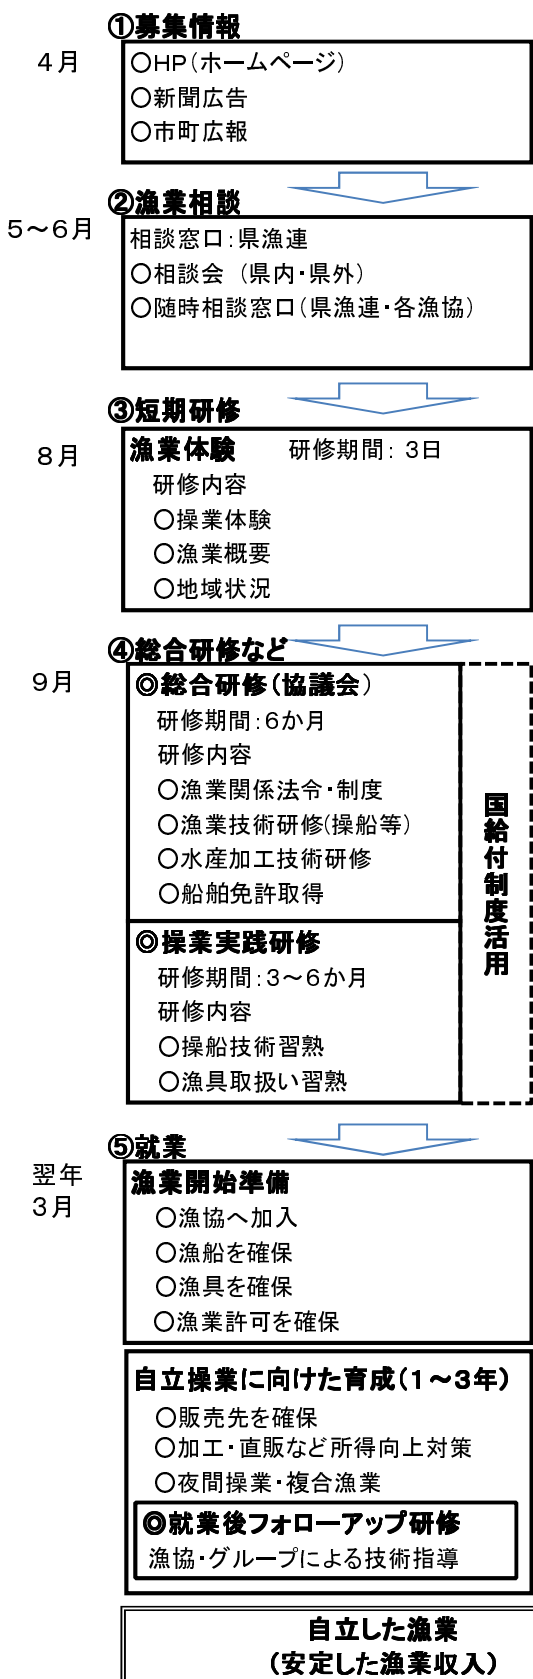 ①募集情報
4月
○HP(ホームページ)
○新聞広告
○市町広報
②漁業相談
5～6月
相談窓口：県漁連
○相談会 (県内・県外)
○随時相談窓口(県漁連・各漁協)
③短期研修
8月
漁業体験 研修期間：3日
研修内容
○操業体験
○漁業概要
○地域状況
④総合研修など
9月
◎総合研修(協議会)
研修期間：6か月
研修内容
○漁業関係法令・制度
○漁業技術研修(操船等)
○水産加工技術研修
○船舶免許取得
国給付制度活用
◎操業実践研修
研修期間：3～6か月
研修内容
○操船技術習熟
○漁具取扱い習熟
⑤就業
翌年
3月
漁業開始準備
○漁協へ加入
○漁船を確保
○漁具を確保
○漁業許可を確保
自立操業に向けた育成(1～3年)
○販売先を確保
○加工・直販など所得向上対策
○夜間操業・複合漁業
◎就業後フォローアップ研修
漁協・グループによる技術指導
自立した漁業
(安定した漁業収入)